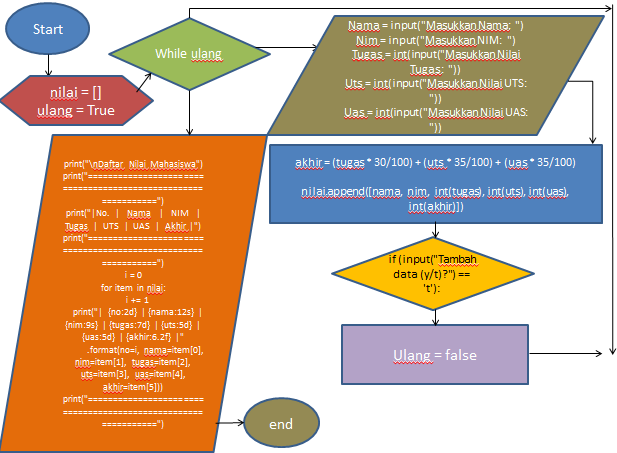 Start
nilai = []
ulang = True
While ulang
Nama = input("Masukkan Nama: ")
Nim = input("Masukkan NIM: ")
Tugas = int(input("Masukkan Nilai
Tugas: "))
Uts = int(input("Masukkan Nilai UTS:
"))
Uas = int(input("Masukkan Nilai UAS:
"))
akhir = (tugas * 30/100) + (uts * 35/100) + (uas * 35/100)
nilai.append([nama, nim, int(tugas), int(uts), int(uas),
int(akhir)])
if (input("Tambah
data (y/t)?") ==
't'):
Ulang = false
print("\nDaftar Nilai Mahasiswa")
print("=======================
============================
===========")
print("|No. | Nama | NIM |
Tugas | UTS | UAS | Akhir |")
print("=======================
============================
===========")
i = 0
for item in nilai:
i += 1
print("| {no:2d} | {nama:12s} |
{nim:9s} | {tugas:7d} | {uts:5d} |
{uas:5d} | {akhir:6.2f} |"
.format(no=i, nama=item[0],
nim=item[1], tugas=item[2],
uts=item[3], uas=item[4],
akhir=item[5]))
print("=======================
============================
===========")
end